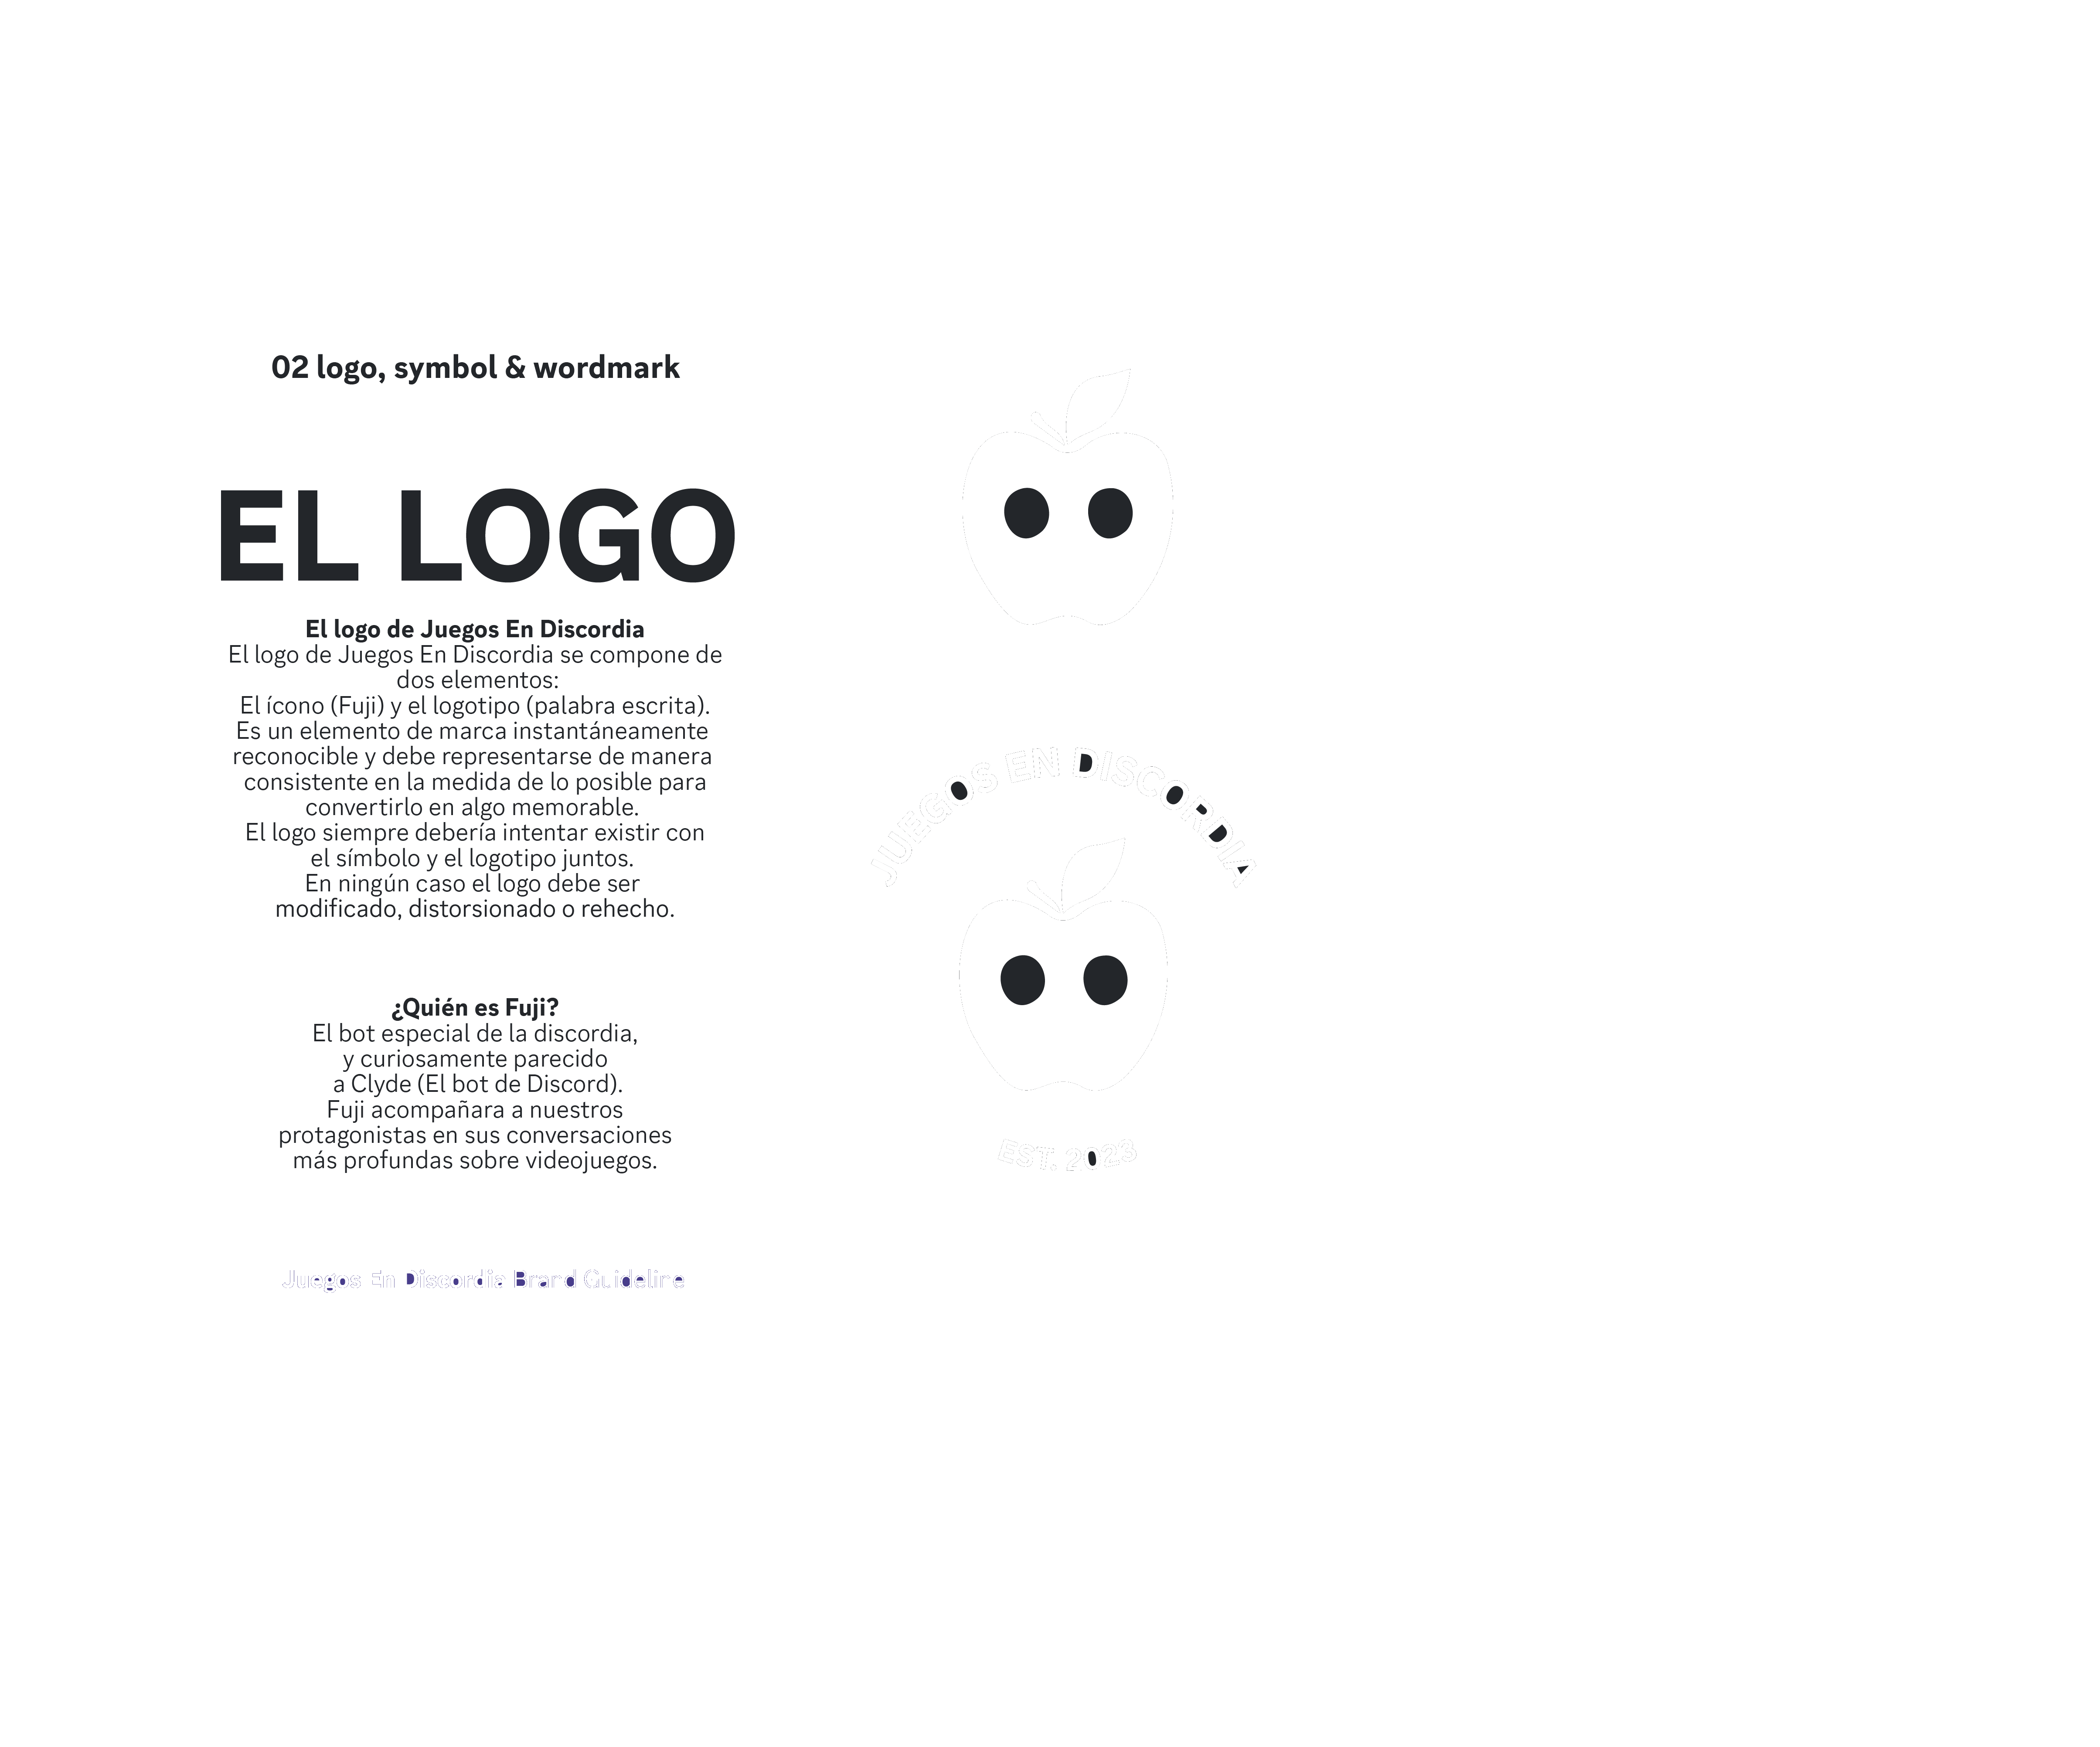 02 logo, symbol & wordmark
EL LOGO
El logo de Juegos En Discordia
El logo de Juegos En Discordia se compone de
dos elementos:
El ícono (Fuji) y el logotipo (palabra escrita).
Es un elemento de marca instantáneamente
reconocible y debe representarse de manera
consistente en la medida de lo posible para
convertirlo en algo memorable.
El logo siempre debería intentar existir con
el símbolo y el logotipo juntos.
En ningún caso el logo debe ser
modificado, distorsionado o rehecho.
¿Quién es Fuji?
El bot especial de la discordia,
y curiosamente parecido
a Clyde (El bot de Discord).
Fuji acompañara a nuestros
protagonistas en sus conversaciones
más profundas sobre videojuegos.
Juegos En Discordia Brand Guideline
JUEGOS EN DISCORDIA
EST. 2023